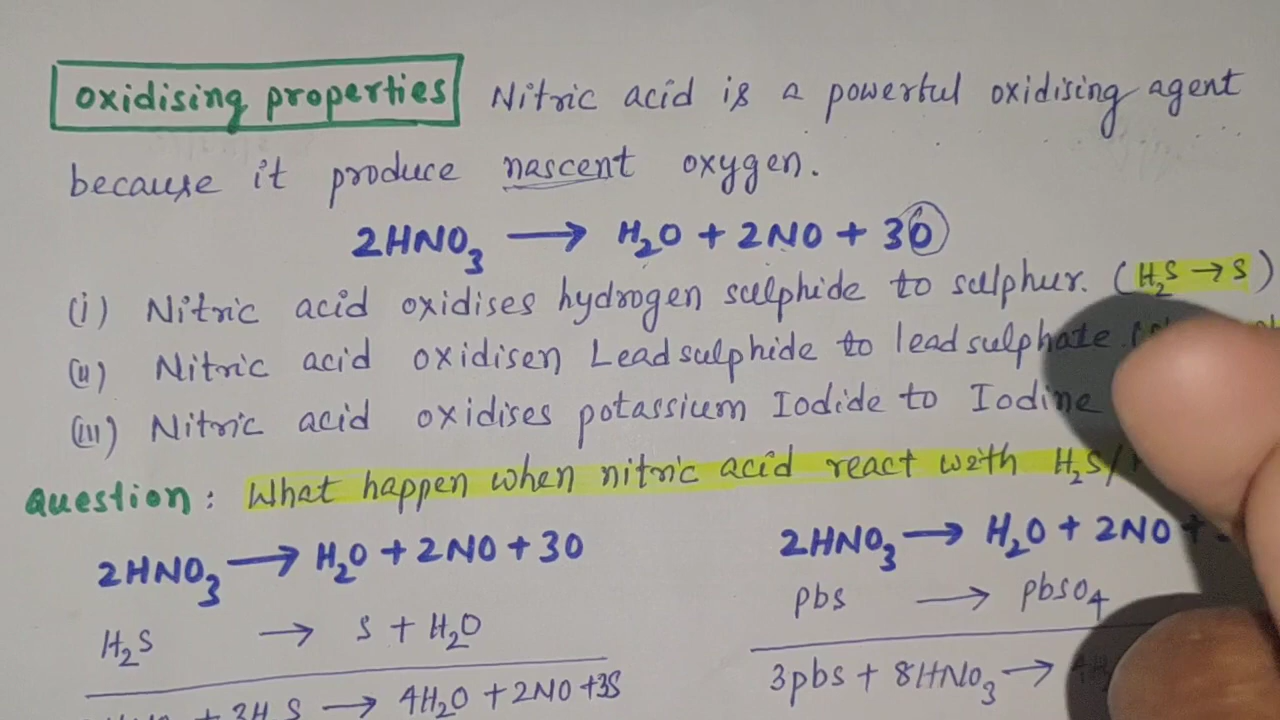 oxidising properties Nitric acid is a powerful oxidising agent
because it produce nascent oxygen.
2HNO₃ → H₂O + 2NO + 3O
(i) Nitric acid oxidises hydrogen sulphide to sulphur. (H₂S → S)
(ii) Nitric acid oxidisen Lead sulphide to lead sulphate. (
(iii) Nitric acid oxidises potassium Iodide to Iodine
Question: What happen when nitric acid react with H₂S/
2HNO₃ → H₂O + 2NO + 3O
2HNO₃ → H₂O + 2NO +
H₂S → S + H₂O
pbs → pbso₄
+ 3H₂S → 4H₂O + 2NO + 3S
3pbs + 8HNO₃ →